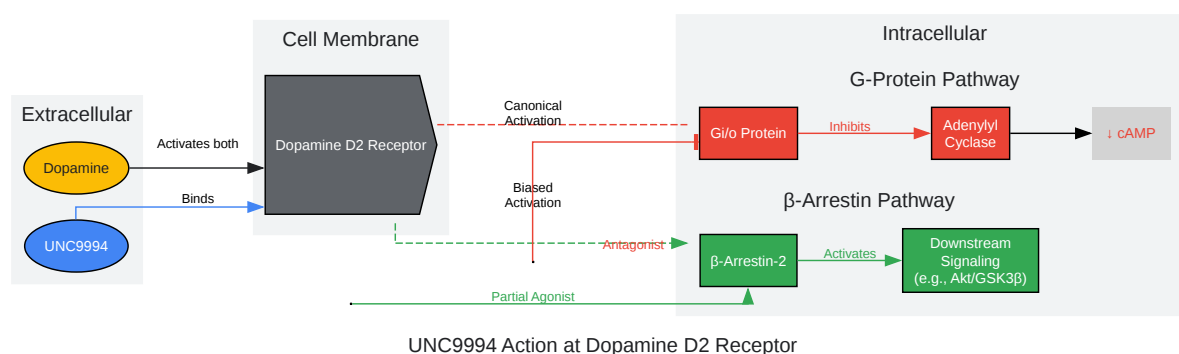 Extracellular
Dopamine
UNC9994
Activates both
Binds
Cell Membrane
Dopamine D2 Receptor
Canonical
Activation
Biased
Activation
Antagonist
Partial Agonist
Intracellular
G-Protein Pathway
Gi/o Protein
Inhibits
Adenylyl
Cyclase
↓ cAMP
β-Arrestin Pathway
β-Arrestin-2
Activates
Downstream
Signaling
(e.g., Akt/GSK3β)
UNC9994 Action at Dopamine D2 Receptor